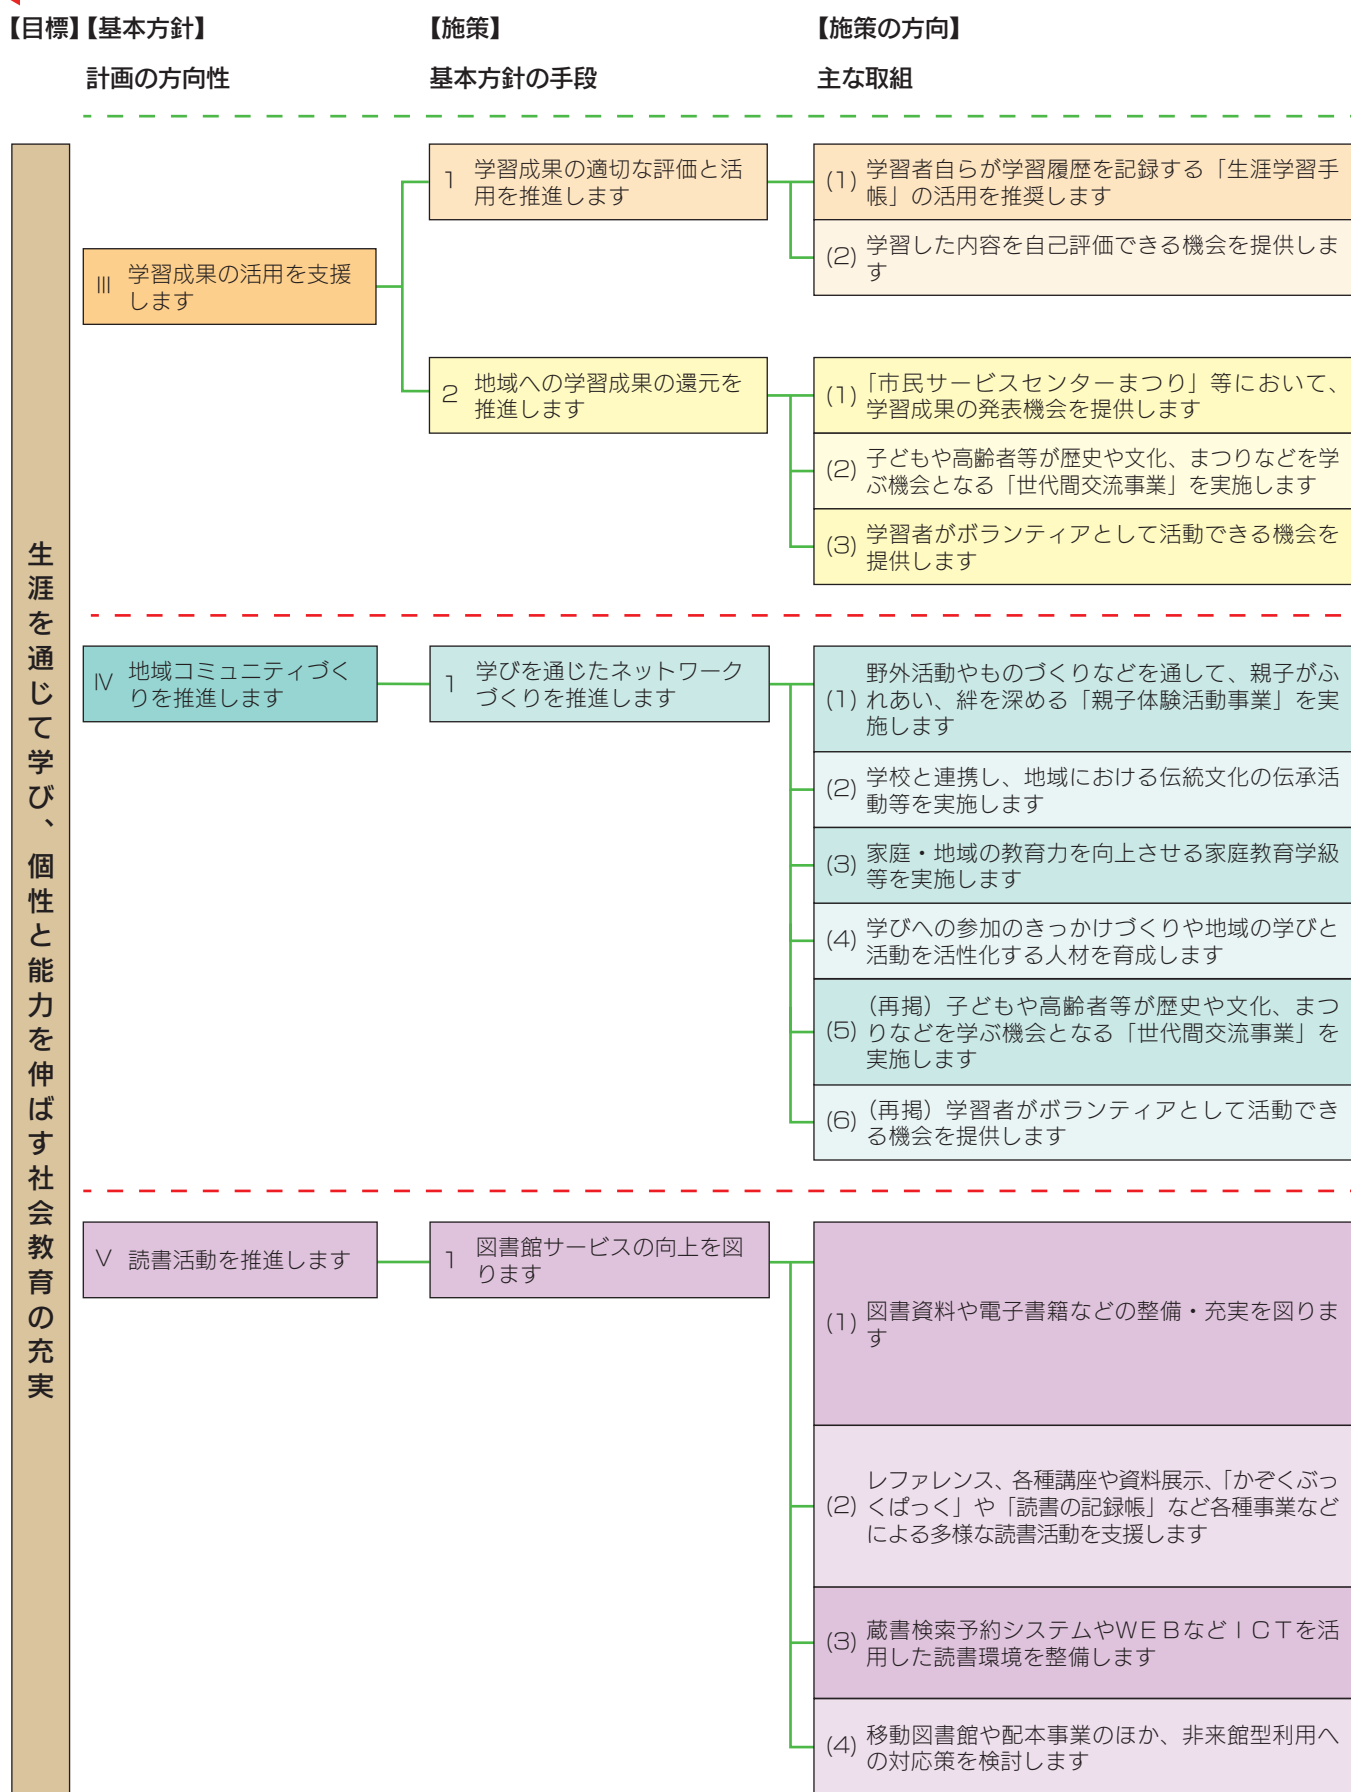 【目標】【基本方針】 【施策】 【施策の方向】
計画の方向性 基本方針の手段 主な取組
生涯を通じて学び、個性と能力を伸ばす社会教育の充実
Ⅲ 学習成果の活用を支援
します
1 学習成果の適切な評価と活
用を推進します
(1) 学習者自らが学習履歴を記録する「生涯学習手
帳」の活用を推奨します
(2) 学習した内容を自己評価できる機会を提供しま
す
2 地域への学習成果の還元を
推進します
(1) 「市民サービスセンターまつり」等において、
学習成果の発表機会を提供します
(2) 子どもや高齢者等が歴史や文化、まつりなどを学
ぶ機会となる「世代間交流事業」を実施します
(3) 学習者がボランティアとして活動できる機会を
提供します
Ⅳ 地域コミュニティづく
りを推進します
1 学びを通じたネットワーク
づくりを推進します
(1) 野外活動やものづくりなどを通して、親子がふ
れあい、絆を深める「親子体験活動事業」を実
施します
(2) 学校と連携し、地域における伝統文化の伝承活
動等を実施します
(3) 家庭・地域の教育力を向上させる家庭教育学級
等を実施します
(4) 学びへの参加のきっかけづくりや地域の学びと
活動を活性化する人材を育成します
(5) （再掲）子どもや高齢者等が歴史や文化、まつ
りなどを学ぶ機会となる「世代間交流事業」を
実施します
(6) （再掲）学習者がボランティアとして活動でき
る機会を提供します
Ⅴ 読書活動を推進します
1 図書館サービスの向上を図
ります
(1) 図書資料や電子書籍などの整備・充実を図りま
す
(2) レファレンス、各種講座や資料展示、「かぞくぶっ
くぱっく」や「読書の記録帳」など各種事業など
による多様な読書活動を支援します
(3) 蔵書検索予約システムやＷＥＢなどＩＣＴを活
用した読書環境を整備します
(4) 移動図書館や配本事業のほか、非来館型利用へ
の対応策を検討します